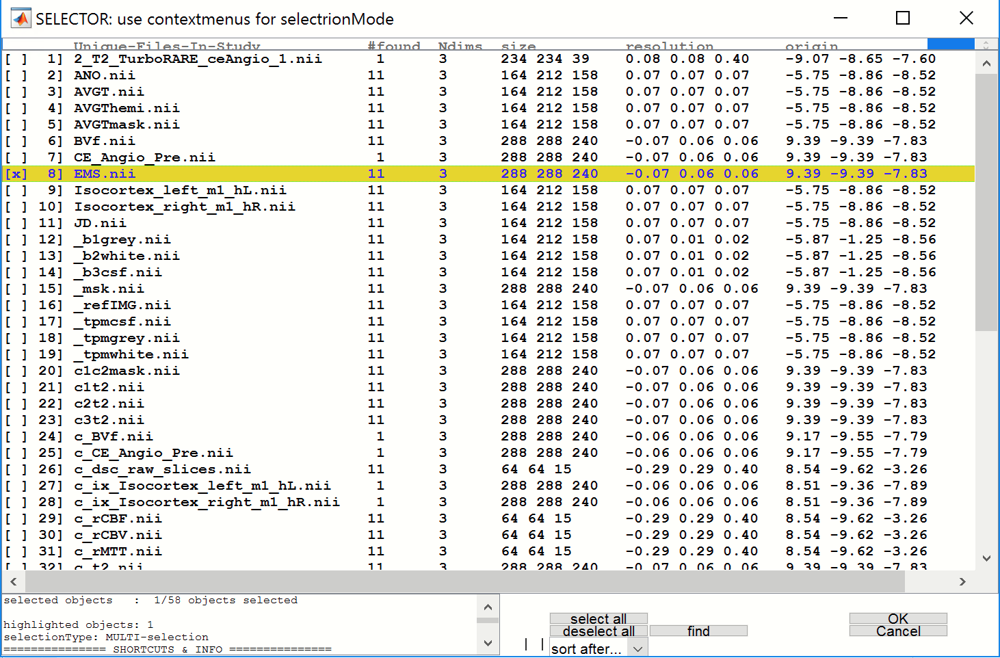 SELECTOR: use contextmenus for selectrionMode
Unique-Files-In-Study #found Ndims size resolution origin
[ ] 1] 2_T2_TurboRARE_ceAngio_1.nii 1 3 234 234 39 0.08 0.08 0.40 -9.07 -8.65 -7.60
[ ] 2] ANO.nii 11 3 164 212 158 0.07 0.07 0.07 -5.75 -8.86 -8.52
[ ] 3] AVGT.nii 11 3 164 212 158 0.07 0.07 0.07 -5.75 -8.86 -8.52
[ ] 4] AVGThemi.nii 11 3 164 212 158 0.07 0.07 0.07 -5.75 -8.86 -8.52
[ ] 5] AVGTmask.nii 11 3 164 212 158 0.07 0.07 0.07 -5.75 -8.86 -8.52
[ ] 6] BVf.nii 11 3 288 288 240 -0.07 0.06 0.06 9.39 -9.39 -7.83
[ ] 7] CE_Angio_Pre.nii 1 3 288 288 240 -0.07 0.06 0.06 9.39 -9.39 -7.83
[x] 8] EMS.nii 11 3 288 288 240 -0.07 0.06 0.06 9.39 -9.39 -7.83
[ ] 9] Isocortex_left_m1_hL.nii 11 3 164 212 158 0.07 0.07 0.07 -5.75 -8.86 -8.52
[ ] 10] Isocortex_right_m1_hR.nii 11 3 164 212 158 0.07 0.07 0.07 -5.75 -8.86 -8.52
[ ] 11] JD.nii 11 3 164 212 158 0.07 0.07 0.07 -5.75 -8.86 -8.52
[ ] 12] _b1grey.nii 11 3 164 212 158 0.07 0.01 0.02 -5.87 -1.25 -8.56
[ ] 13] _b2white.nii 11 3 164 212 158 0.07 0.01 0.02 -5.87 -1.25 -8.56
[ ] 14] _b3csf.nii 11 3 164 212 158 0.07 0.01 0.02 -5.87 -1.25 -8.56
[ ] 15] _msk.nii 11 3 288 288 240 -0.07 0.06 0.06 9.39 -9.39 -7.83
[ ] 16] _refIMG.nii 11 3 164 212 158 0.07 0.07 0.07 -5.75 -8.86 -8.52
[ ] 17] _tpmcsf.nii 11 3 164 212 158 0.07 0.07 0.07 -5.75 -8.86 -8.52
[ ] 18] _tpmgrey.nii 11 3 164 212 158 0.07 0.07 0.07 -5.75 -8.86 -8.52
[ ] 19] _tpmwhite.nii 11 3 164 212 158 0.07 0.07 0.07 -5.75 -8.86 -8.52
[ ] 20] c1c2mask.nii 11 3 288 288 240 -0.07 0.06 0.06 9.39 -9.39 -7.83
[ ] 21] c1t2.nii 11 3 288 288 240 -0.07 0.06 0.06 9.39 -9.39 -7.83
[ ] 22] c2t2.nii 11 3 288 288 240 -0.07 0.06 0.06 9.39 -9.39 -7.83
[ ] 23] c3t2.nii 11 3 288 288 240 -0.07 0.06 0.06 9.39 -9.39 -7.83
[ ] 24] c_BVf.nii 1 3 288 288 240 -0.06 0.06 0.06 9.17 -9.55 -7.79
[ ] 25] c_CE_Angio_Pre.nii 1 3 288 288 240 -0.06 0.06 0.06 9.17 -9.55 -7.79
[ ] 26] c_dsc_raw_slices.nii 11 3 64 64 15 -0.29 0.29 0.40 8.54 -9.62 -3.26
[ ] 27] c_ix_Isocortex_left_m1_hL.nii 1 3 288 288 240 -0.06 0.06 0.06 8.51 -9.36 -7.89
[ ] 28] c_ix_Isocortex_right_m1_hR.nii 1 3 288 288 240 -0.06 0.06 0.06 8.51 -9.36 -7.89
[ ] 29] c_rCBF.nii 11 3 64 64 15 -0.29 0.29 0.40 8.54 -9.62 -3.26
[ ] 30] c_rCBV.nii 11 3 64 64 15 -0.29 0.29 0.40 8.54 -9.62 -3.26
[ ] 31] c_rMTT.nii 11 3 64 64 15 -0.29 0.29 0.40 8.54 -9.62 -3.26
[ ] 32] c_t2.nii 11 3 288 288 240 -0.07 0.06 0.06 9.39 -9.39 -7.83
selected objects : 1/58 objects selected
highlighted objects: 1
selectionType: MULTI-selection
=============== SHORTCUTS & INFO ===============
select all
deselect all
find
| | sort after...
OK
Cancel